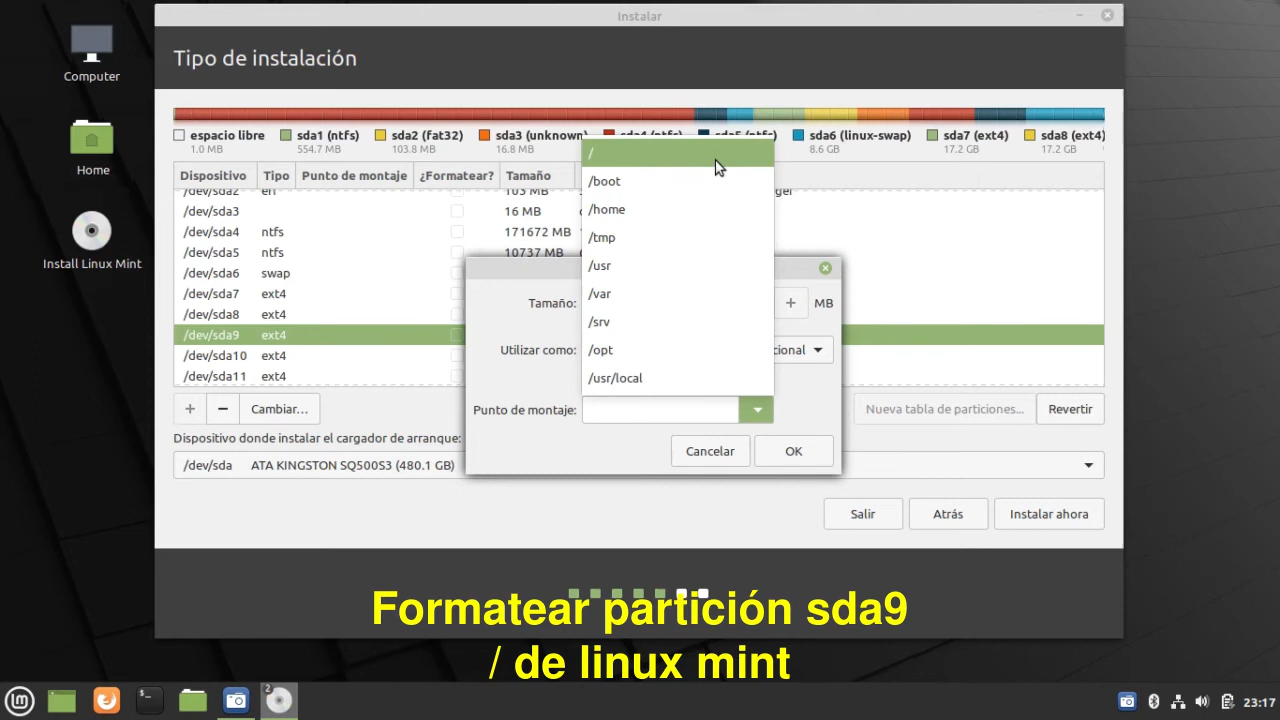 Instalar
Computer
Home
Install Linux Mint
Tipo de instalación
espacio libre sda1 (ntfs) sda2 (fat32) sda3 (unknown) sda6 (linux-swap) sda7 (ext4) sda8 (ext4)
1.0 MB 554.7 MB 103.8 MB 16.8 MB 8.6 GB 17.2 GB 17.2 GB
Dispositivo Tipo Punto de montaje ¿Formatear? Tamaño
/dev/sda2 efi 103 MB
/dev/sda3 16 MB
/dev/sda4 ntfs 171672 MB
/dev/sda5 ntfs 10737 MB
/dev/sda6 swap
/dev/sda7 ext4
/dev/sda8 ext4
/dev/sda9 ext4
/dev/sda10 ext4
/dev/sda11 ext4
/
/boot
/home
/tmp
/usr
/var
/srv
/opt
/usr/local
Tamaño: + MB
Utilizar como: cional
Punto de montaje:
Cancelar OK
+ − Cambiar... Nueva tabla de particiones... Revertir
Dispositivo donde instalar el cargador de arranque:
/dev/sda ATA KINGSTON SQ500S3 (480.1 GB)
Salir Atrás Instalar ahora
Formatear partición sda9
/ de linux mint
2
23:17